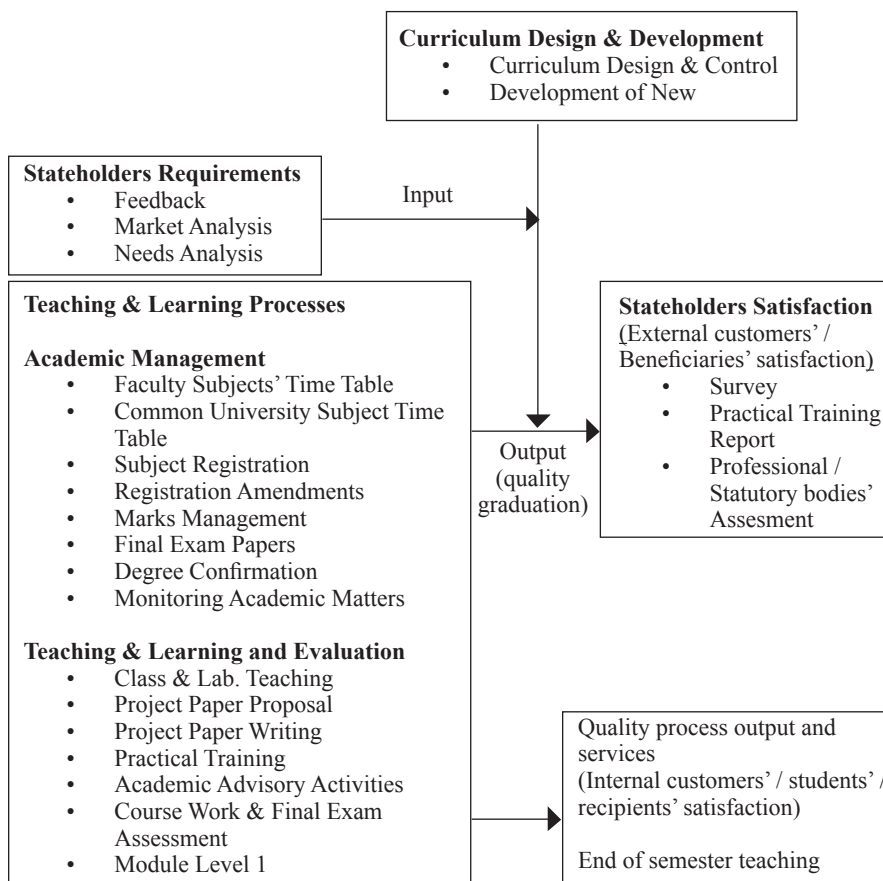 Curriculum Design & Development
• Curriculum Design & Control
• Development of New
Stateholders Requirements
• Feedback
• Market Analysis
• Needs Analysis
Input
Teaching & Learning Processes
Academic Management
• Faculty Subjects’ Time Table
• Common University Subject Time
Table
• Subject Registration
• Registration Amendments
• Marks Management
• Final Exam Papers
• Degree Confirmation
• Monitoring Academic Matters
Teaching & Learning and Evaluation
• Class & Lab. Teaching
• Project Paper Proposal
• Project Paper Writing
• Practical Training
• Academic Advisory Activities
• Course Work & Final Exam
Assessment
• Module Level 1
Output
(quality
graduation)
Stateholders Satisfaction
(External customers’ /
Beneficiaries’ satisfaction)
• Survey
• Practical Training
Report
• Professional /
Statutory bodies’
Assesment
Quality process output and
services
(Internal customers’ / students’ /
recipients’ satisfaction)
End of semester teaching